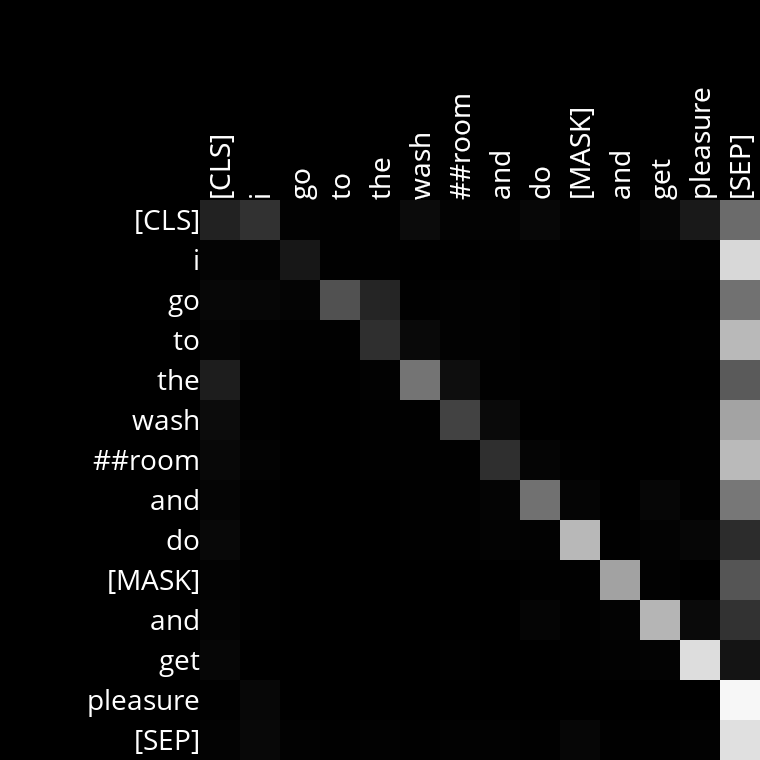 [CLS] i go to the wash ##room and do [MASK] and get pleasure [SEP]
[CLS]
i
go
to
the
wash
##room
and
do
[MASK]
and
get
pleasure
[SEP]